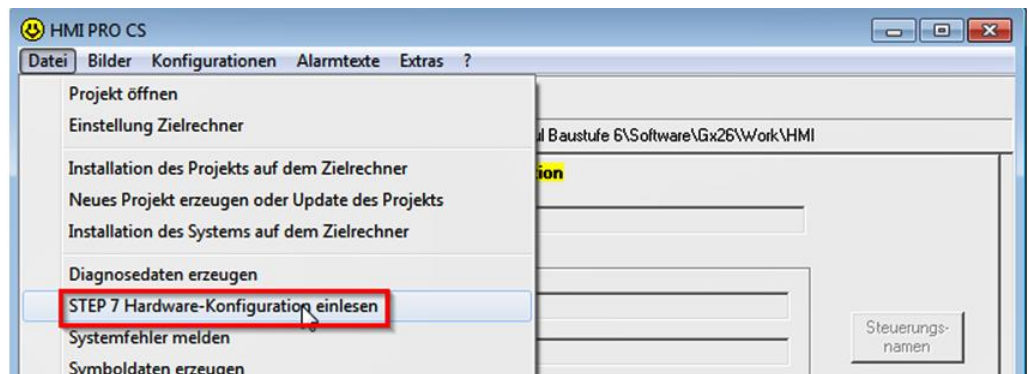 HMI PRO CS
Datei Bilder Konfigurationen Alarmtexte Extras ?
Projekt öffnen
Einstellung Zielrechner
Baustufe 6\Software\Gx26\Work\HMI
Installation des Projekts auf dem Zielrechner
Neues Projekt erzeugen oder Update des Projekts
Installation des Systems auf dem Zielrechner
Diagnosedaten erzeugen
STEP 7 Hardware-Konfiguration einlesen
Systemfehler melden
Symboldaten erzeugen
Steuerungs-
namen